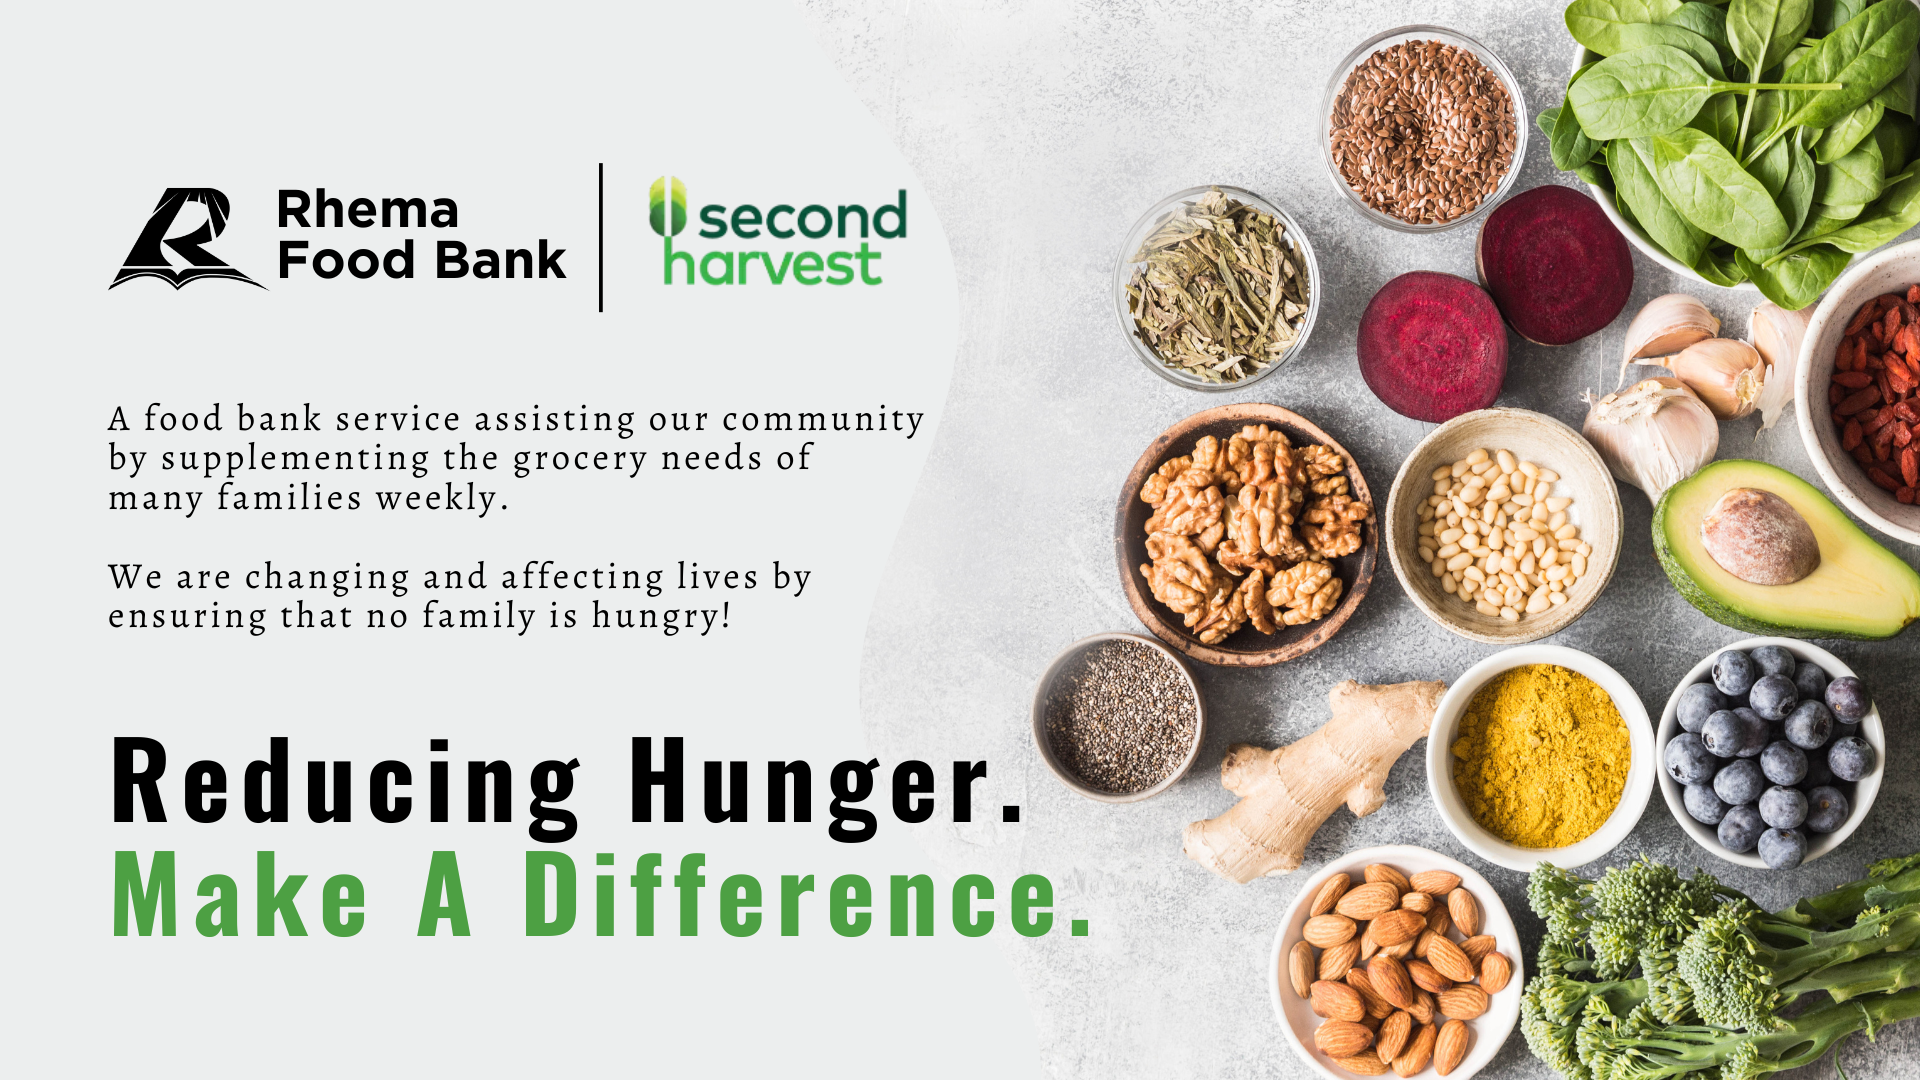 Rhema
Food Bank
second
harvest
A food bank service assisting our community
by supplementing the grocery needs of
many families weekly.
We are changing and affecting lives by
ensuring that no family is hungry!
Reducing Hunger.
Make A Difference.